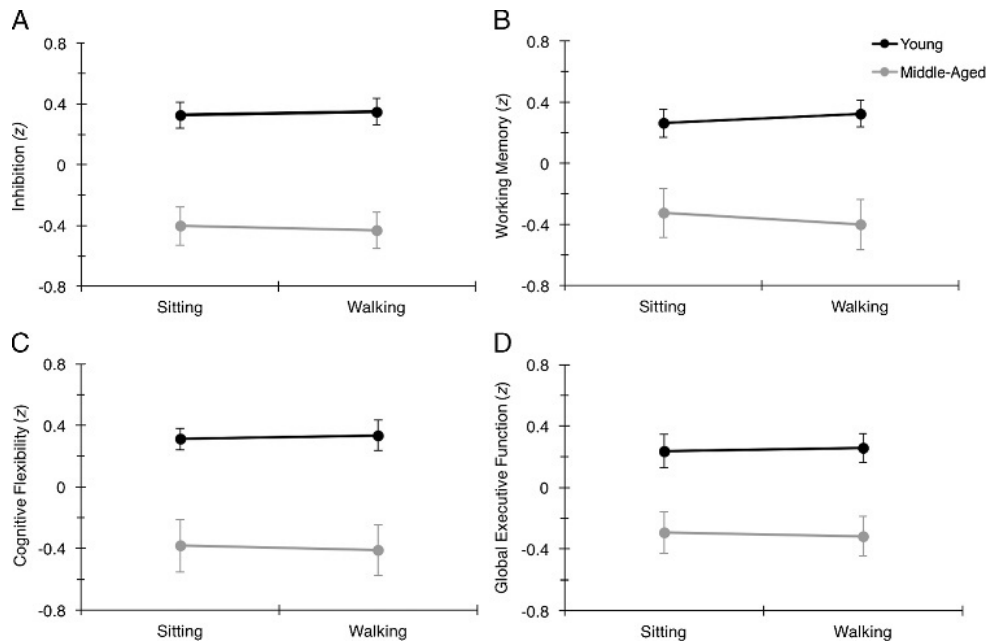 A
0.8
0.4
0
-0.4
-0.8
Inhibition (z)
Sitting
Walking
B
0.8
0.4
0
-0.4
-0.8
Working Memory (z)
Sitting
Walking
Young
Middle-Aged
C
0.8
0.4
0
-0.4
-0.8
Cognitive Flexibility (z)
Sitting
Walking
D
0.8
0.4
0
-0.4
-0.8
Global Executive Function (z)
Sitting
Walking